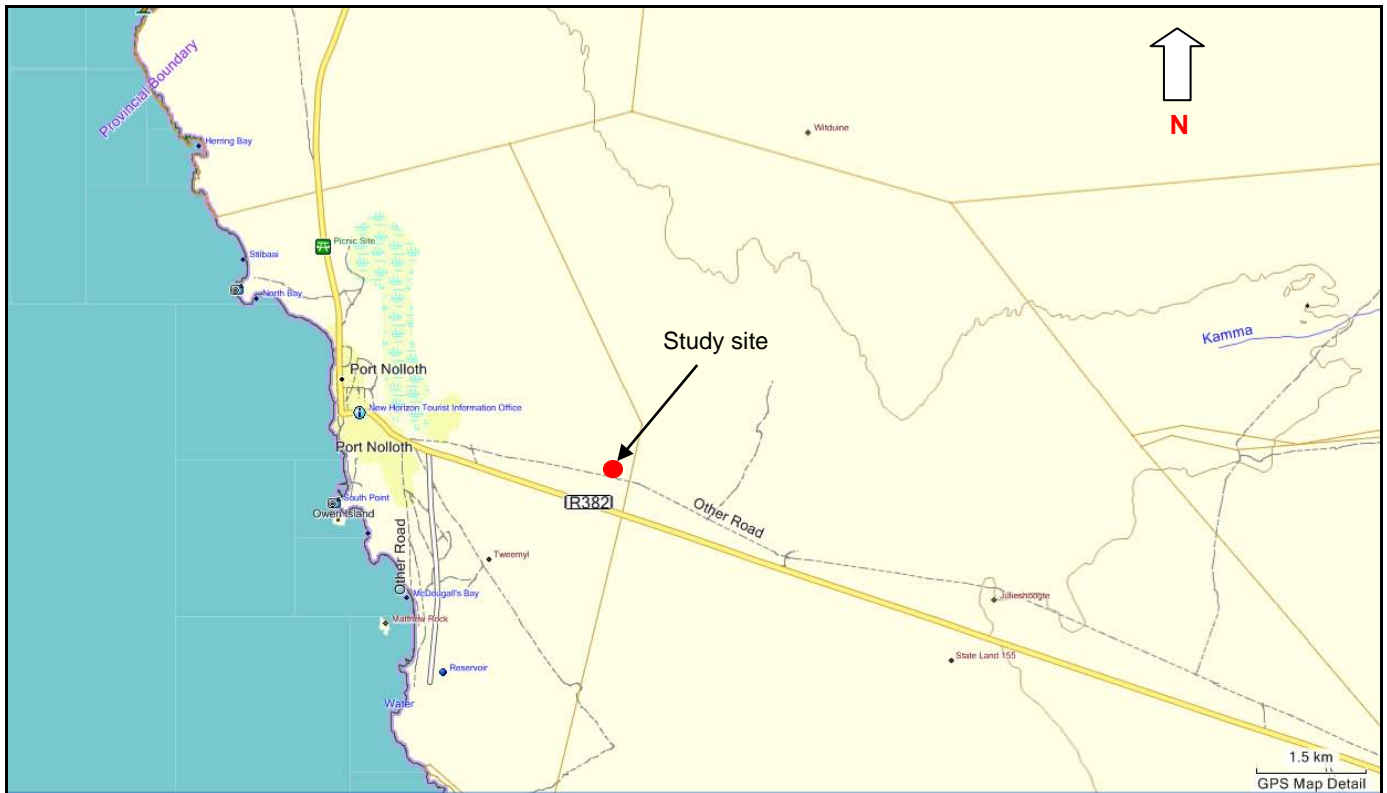 Provincial Boundary
N
Witduine
Herring Bay
Picnic Site
Stilbaai
North Bay
Kamma
Study site
Port Nolloth
New Horizon Tourist Information Office
Port Nolloth
South Point
R382
Owen Island
Other Road
Other Road
Tweemyl
McDougall's Bay
Jullieshoogte
Matthew Rock
State Land 155
Reservoir
Water
1.5 km
GPS Map Detail